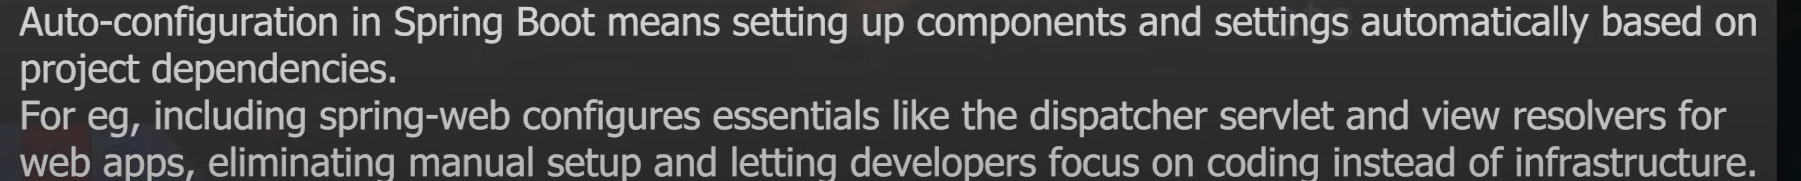 Auto-configuration in Spring Boot means setting up components and settings automatically based on
project dependencies.
For eg, including spring-web configures essentials like the dispatcher servlet and view resolvers for
web apps, eliminating manual setup and letting developers focus on coding instead of infrastructure.